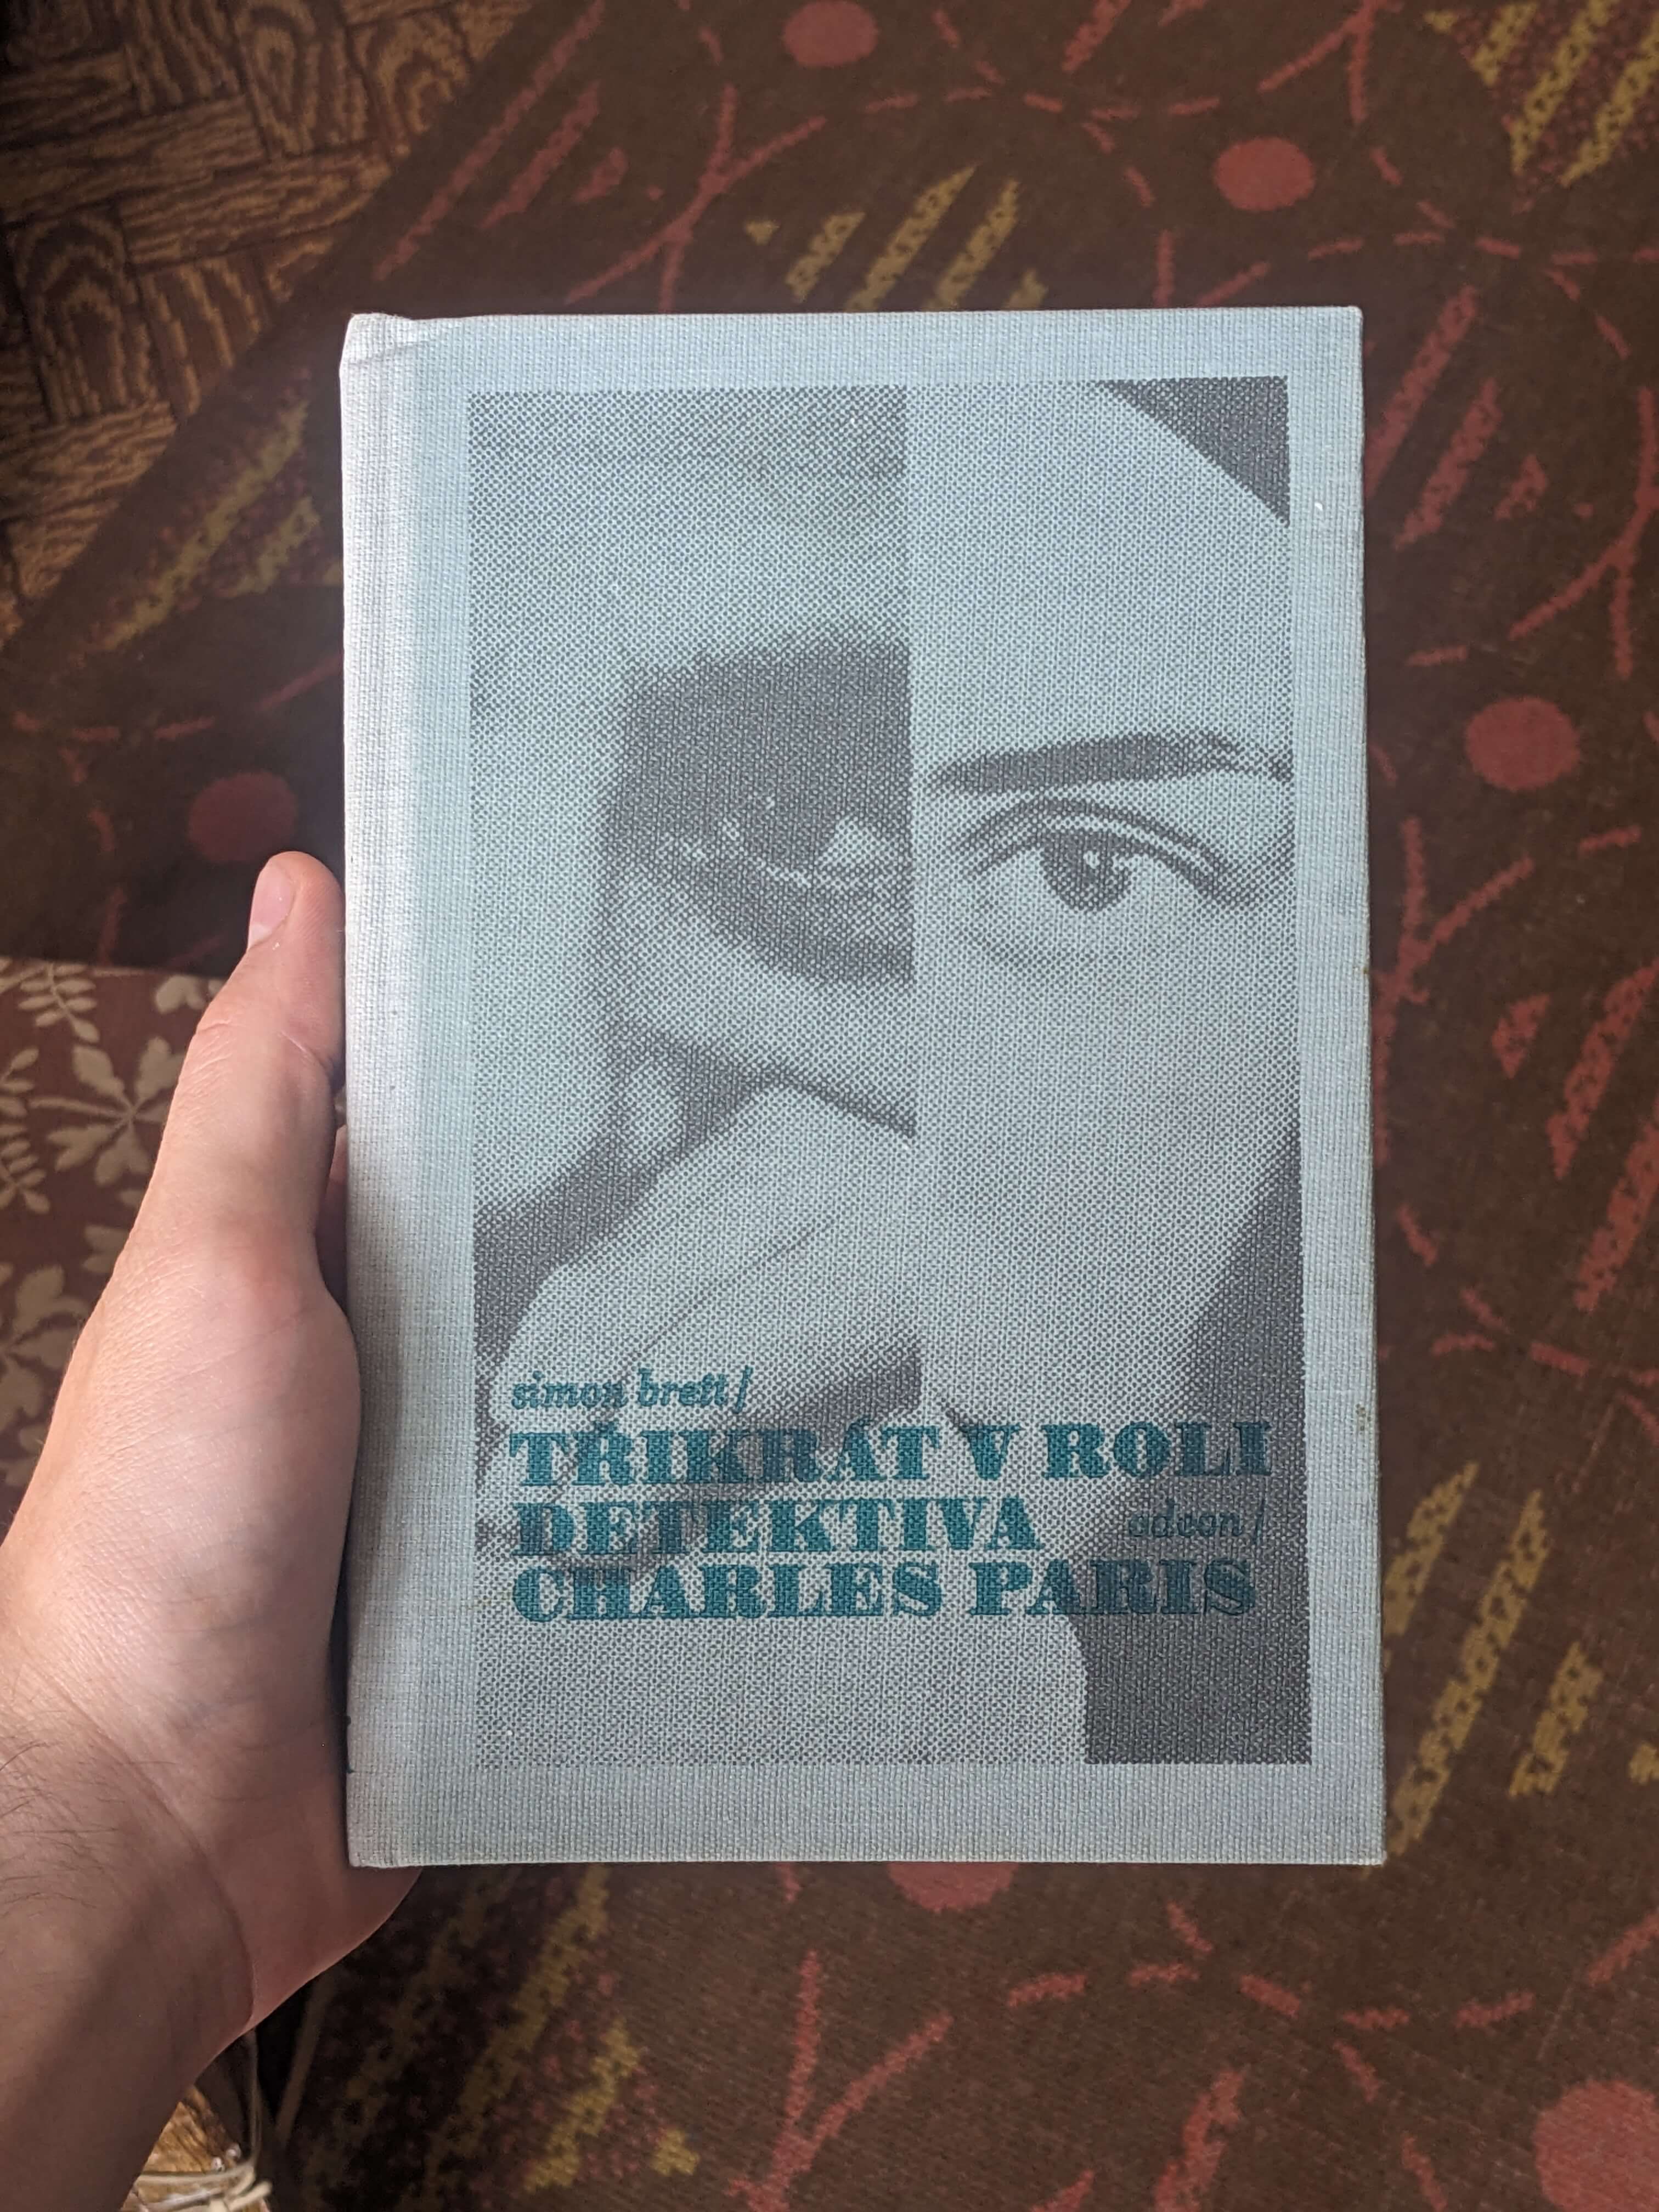 simon brett /
TŘIKRÁT V ROLI
DETEKTIVA
odeon /
CHARLES PARIS